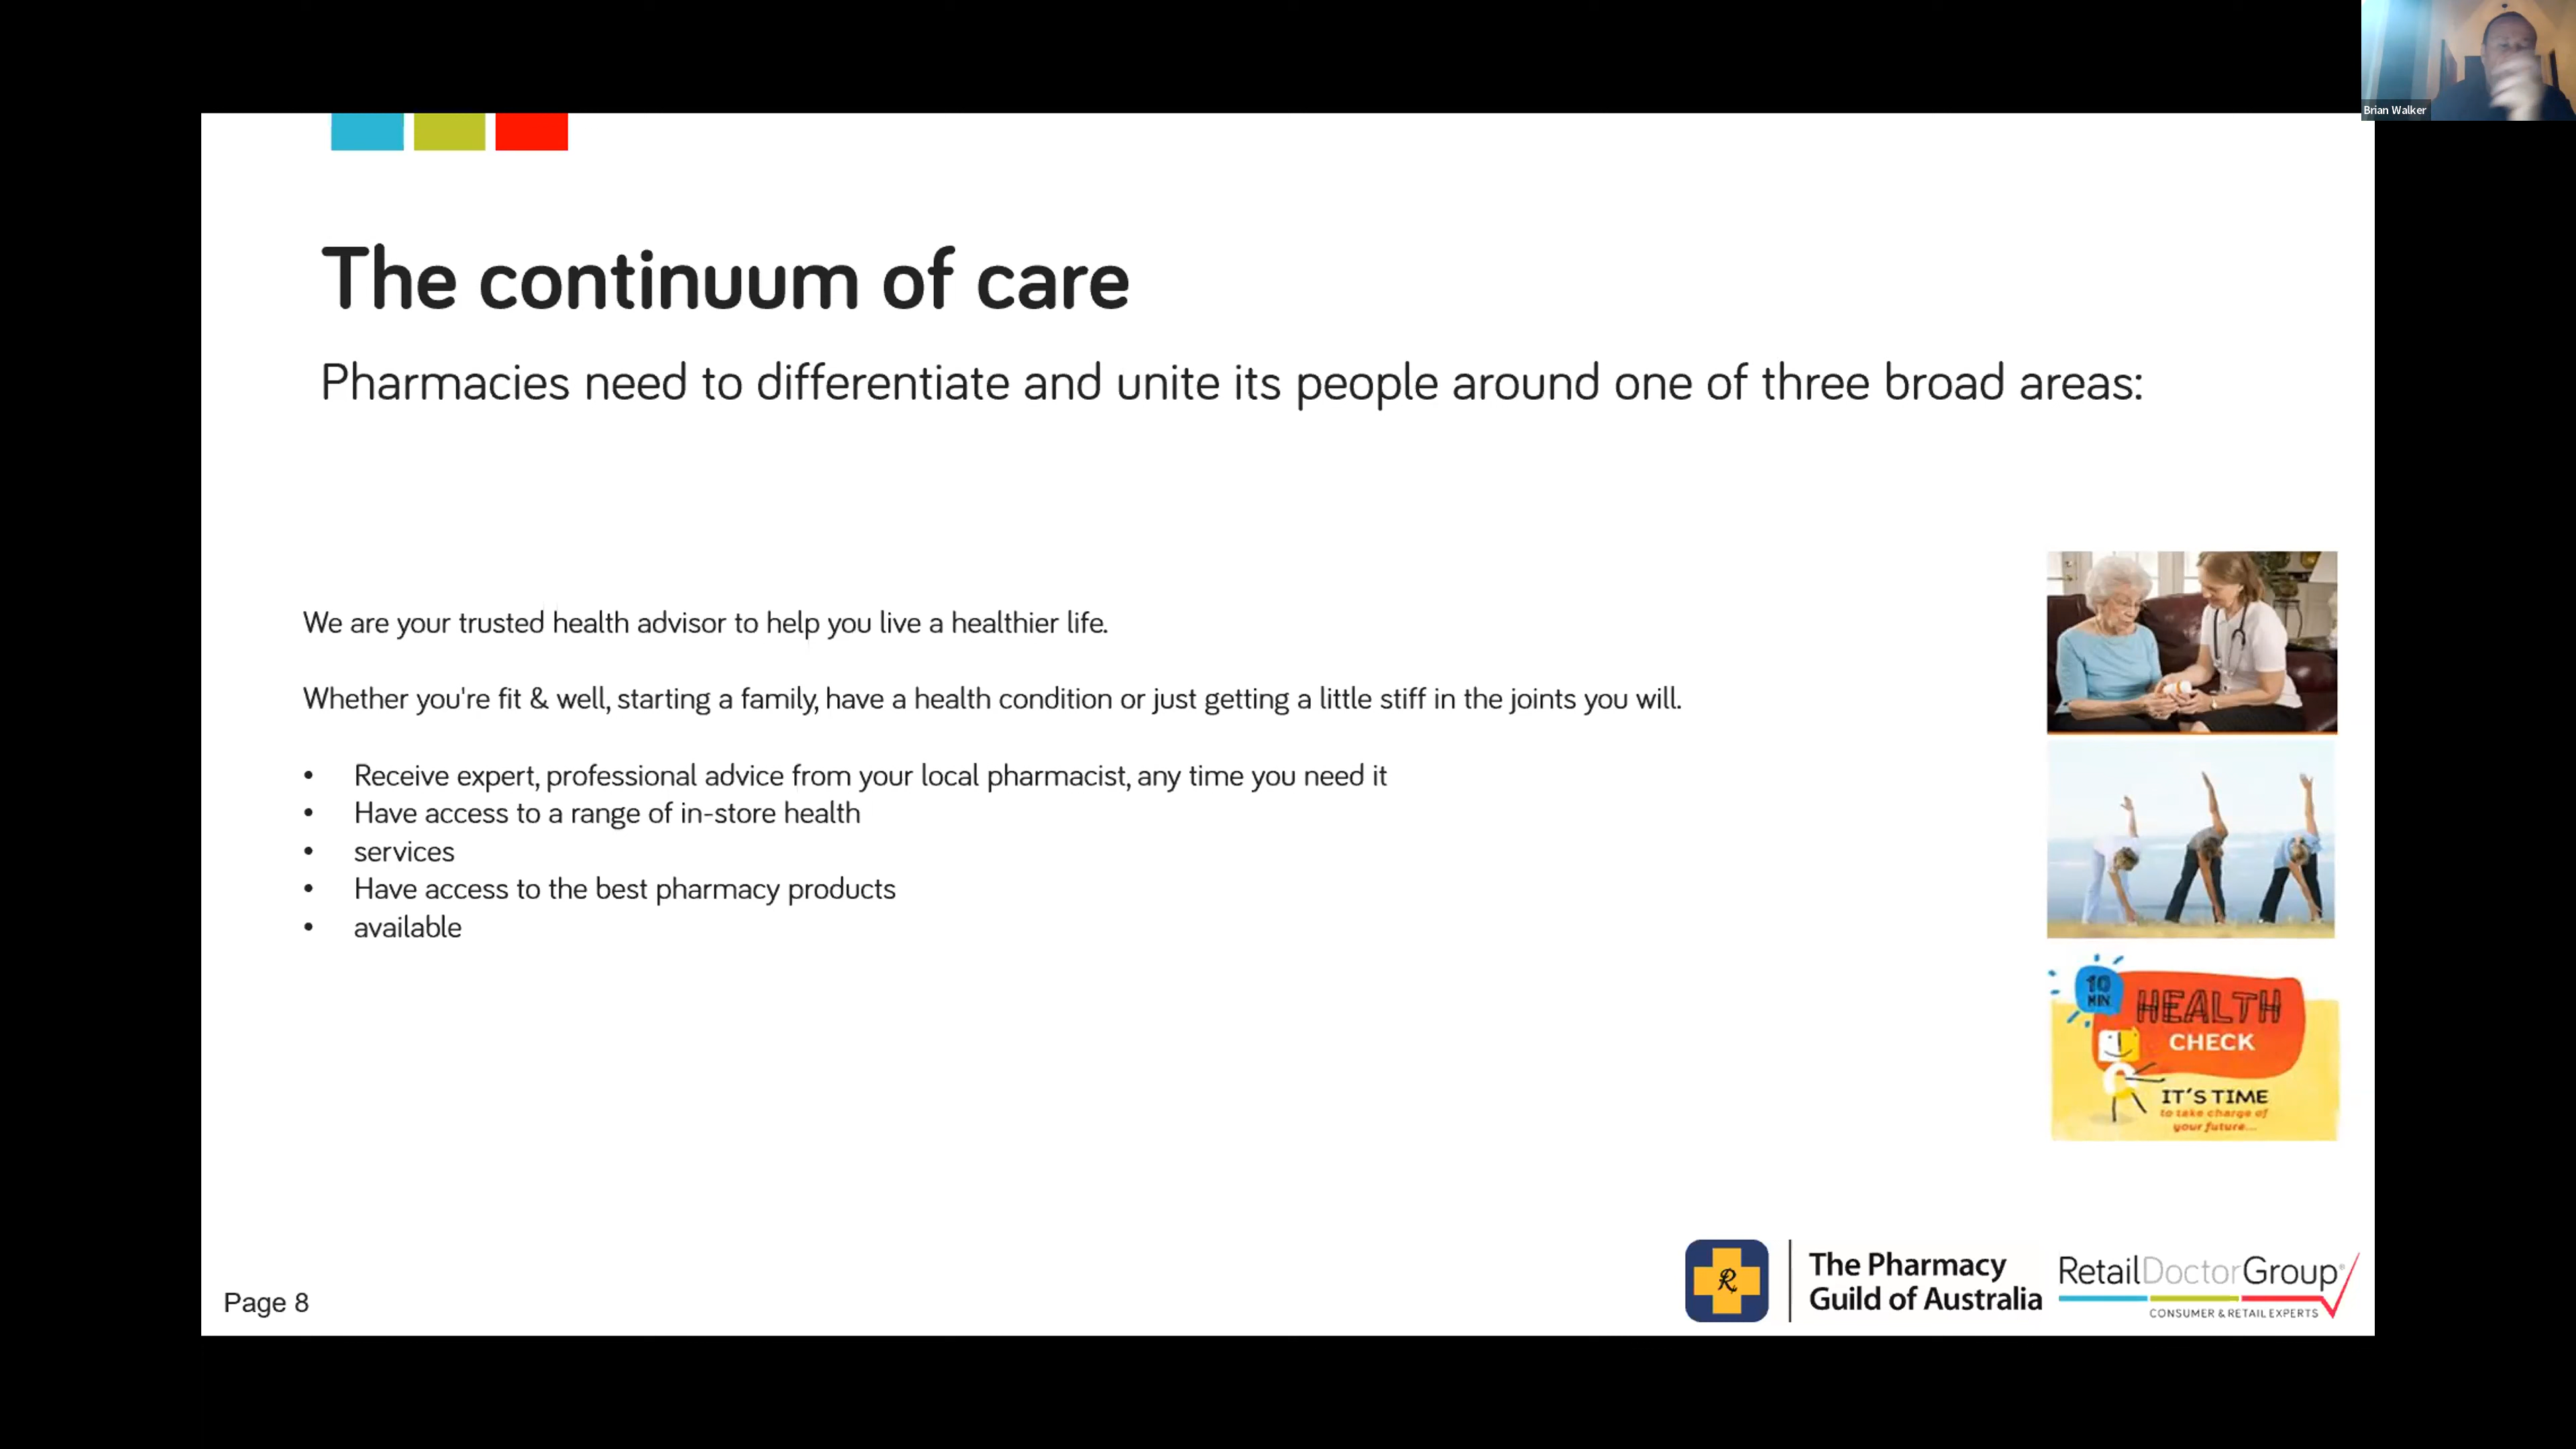 Brian Walker
The continuum of care
Pharmacies need to differentiate and unite its people around one of three broad areas:
We are your trusted health advisor to help you live a healthier life.
Whether you're fit & well, starting a family, have a health condition or just getting a little stiff in the joints you will.
• Receive expert, professional advice from your local pharmacist, any time you need it
• Have access to a range of in-store health
• services
• Have access to the best pharmacy products
• available
10
MIN
HEALTH
CHECK
IT'S TIME
to take charge of
your future...
Page 8
The Pharmacy
Guild of Australia
RetailDoctorGroup®
CONSUMER & RETAIL EXPERTS